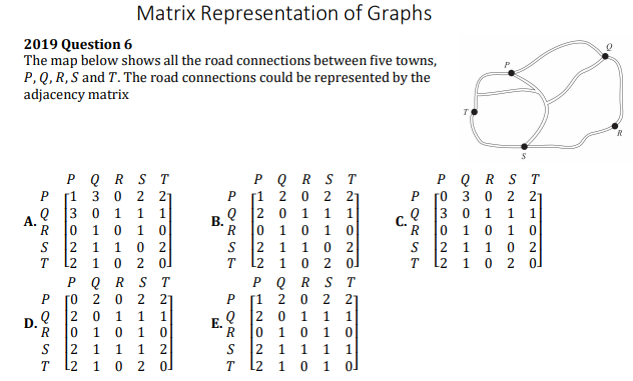 Matrix Representation of Graphs
2019 Question 6
The map below shows all the road connections between five towns,
P, Q, R, S and T. The road connections could be represented by the
adjacency matrix
P
Q
T
R
S
A.
P Q R S T
P 1 3 0 2 2
Q 3 0 1 1 1
R 0 1 0 1 0
S 2 1 1 0 2
T 2 1 0 2 0
B.
P Q R S T
P 1 2 0 2 2
Q 2 0 1 1 1
R 0 1 0 1 0
S 2 1 1 0 2
T 2 1 0 2 0
C.
P Q R S T
P 0 3 0 2 2
Q 3 0 1 1 1
R 0 1 0 1 0
S 2 1 1 0 2
T 2 1 0 2 0
D.
P Q R S T
P 0 2 0 2 2
Q 2 0 1 1 1
R 0 1 0 1 0
S 2 1 1 1 2
T 2 1 0 2 0
E.
P Q R S T
P 1 2 0 2 2
Q 2 0 1 1 1
R 0 1 0 1 0
S 2 1 1 1 1
T 2 1 0 1 0